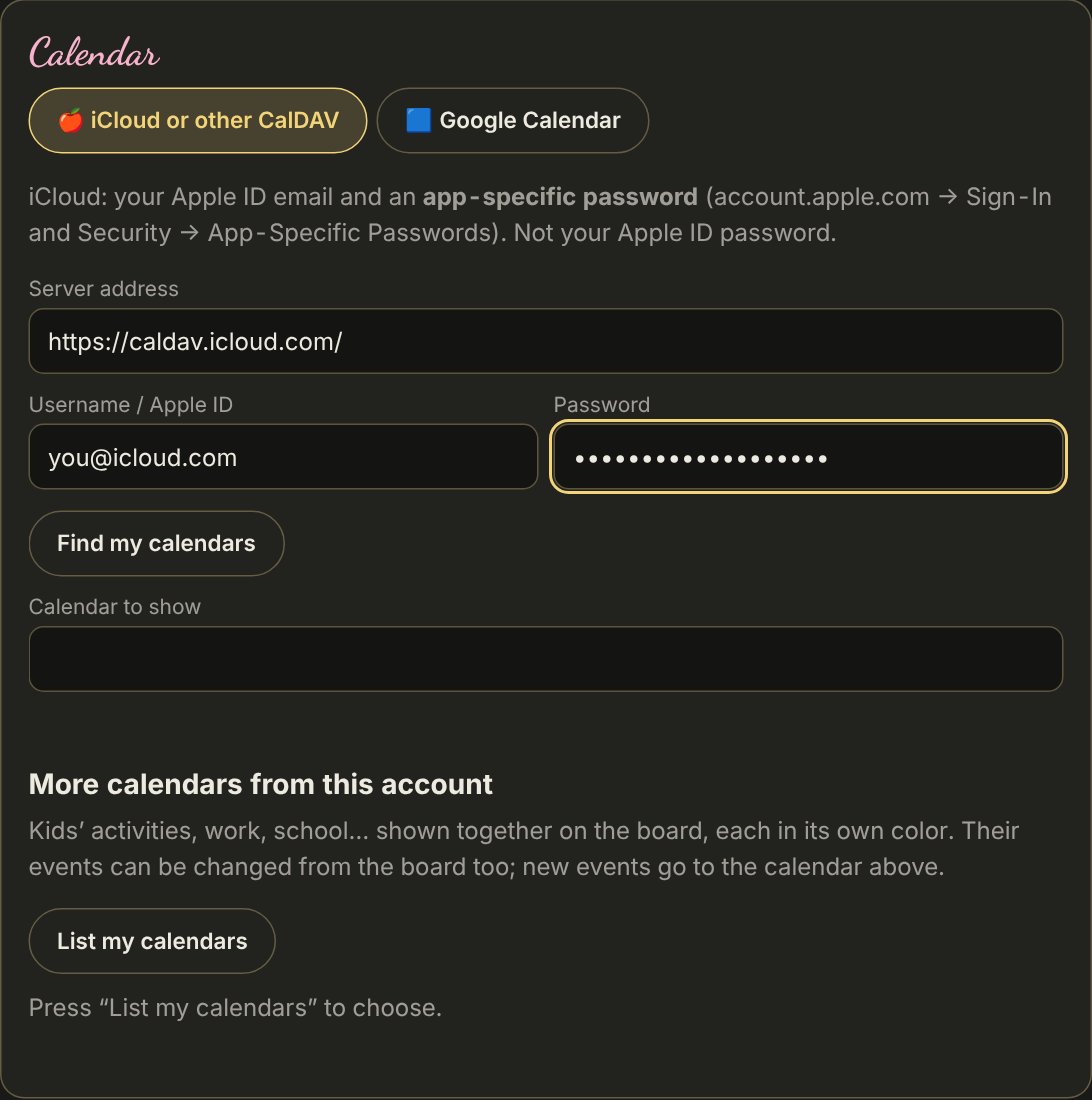 Calendar
🍎 iCloud or other CalDAV
🟦 Google Calendar
iCloud: your Apple ID email and an app-specific password (account.apple.com → Sign-In
and Security → App-Specific Passwords). Not your Apple ID password.
Server address
https://caldav.icloud.com/
Username / Apple ID
Password
you@icloud.com
•••••••••••••••••••
Find my calendars
Calendar to show
More calendars from this account
Kids’ activities, work, school… shown together on the board, each in its own color. Their
events can be changed from the board too; new events go to the calendar above.
List my calendars
Press “List my calendars” to choose.